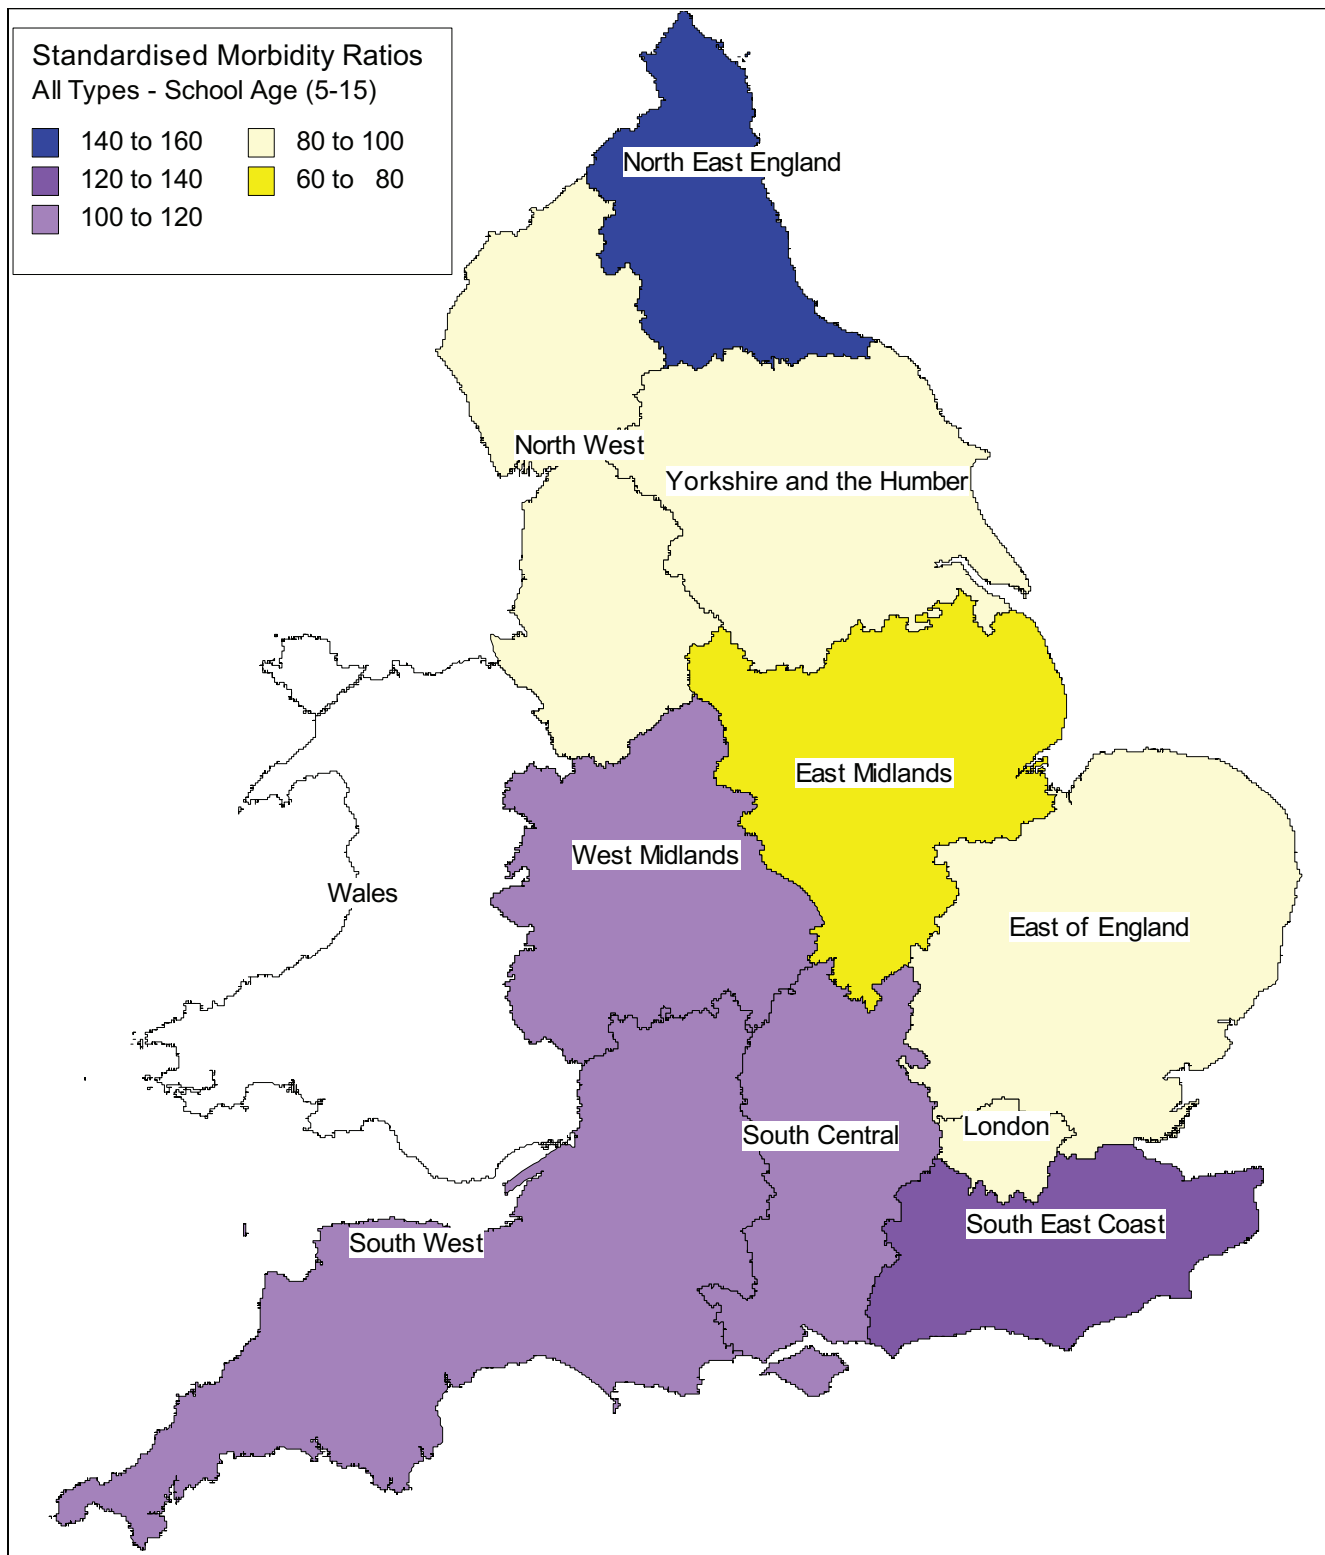 Standardised Morbidity Ratios
All Types - School Age (5-15)
140 to 160
80 to 100
120 to 140
60 to 80
100 to 120
North East England
North West
Yorkshire and the Humber
East Midlands
West Midlands
Wales
East of England
London
South Central
South East Coast
South West